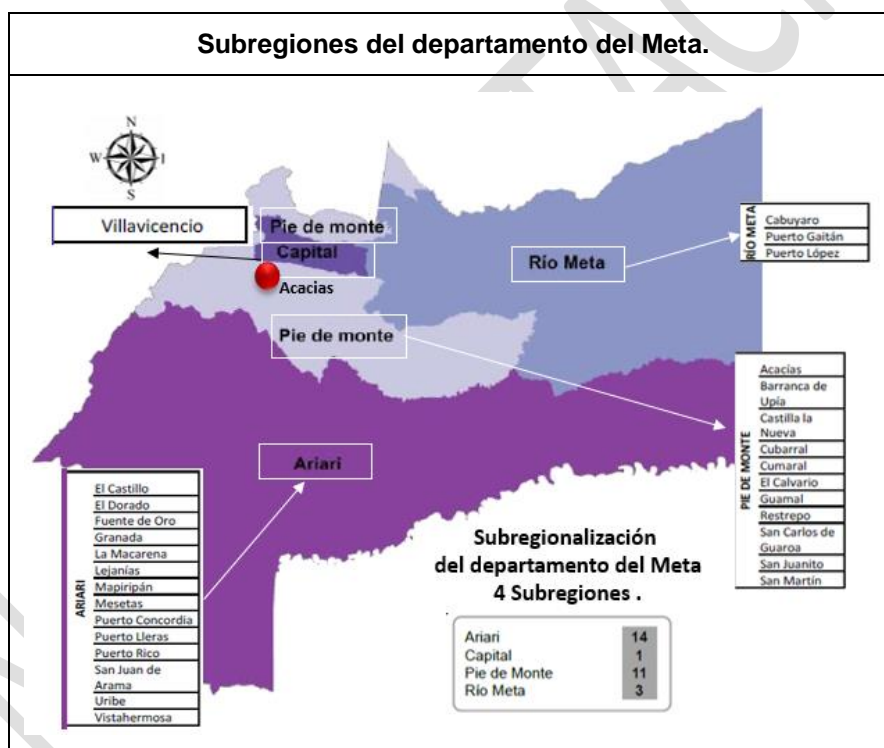 Subregiones del departamento del Meta.
N
W
I
S
Villavicencio
Pie de monte
Capital
Acacias
Río Meta
Pie de monte
Ariari
RÍO META
Cabuyaro
Puerto Gaitán
Puerto López
PIE DE MONTE
Acacías
Barranca de
Upía
Castilla la
Nueva
Cubarral
Cumaral
El Calvario
Guamal
Restrepo
San Carlos de
Guaroa
San Juanito
San Martín
ARIARI
El Castillo
El Dorado
Fuente de Oro
Granada
La Macarena
Lejanías
Mapiripán
Mesetas
Puerto Concordia
Puerto Lleras
Puerto Rico
San Juan de
Arama
Uribe
Vistahermosa
Subregionalización
del departamento del Meta
4 Subregiones .
Ariari 14
Capital 1
Pie de Monte 11
Río Meta 3